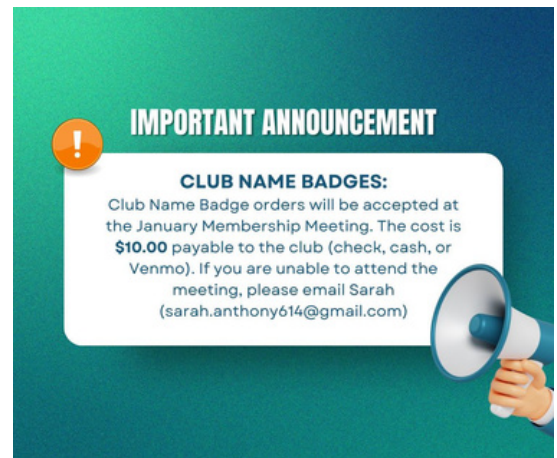 IMPORTANT ANNOUNCEMENT
!
CLUB NAME BADGES:
Club Name Badge orders will be accepted at
the January Membership Meeting. The cost is
$10.00 payable to the club (check, cash, or
Venmo). If you are unable to attend the
meeting, please email Sarah
(sarah.anthony614@gmail.com)